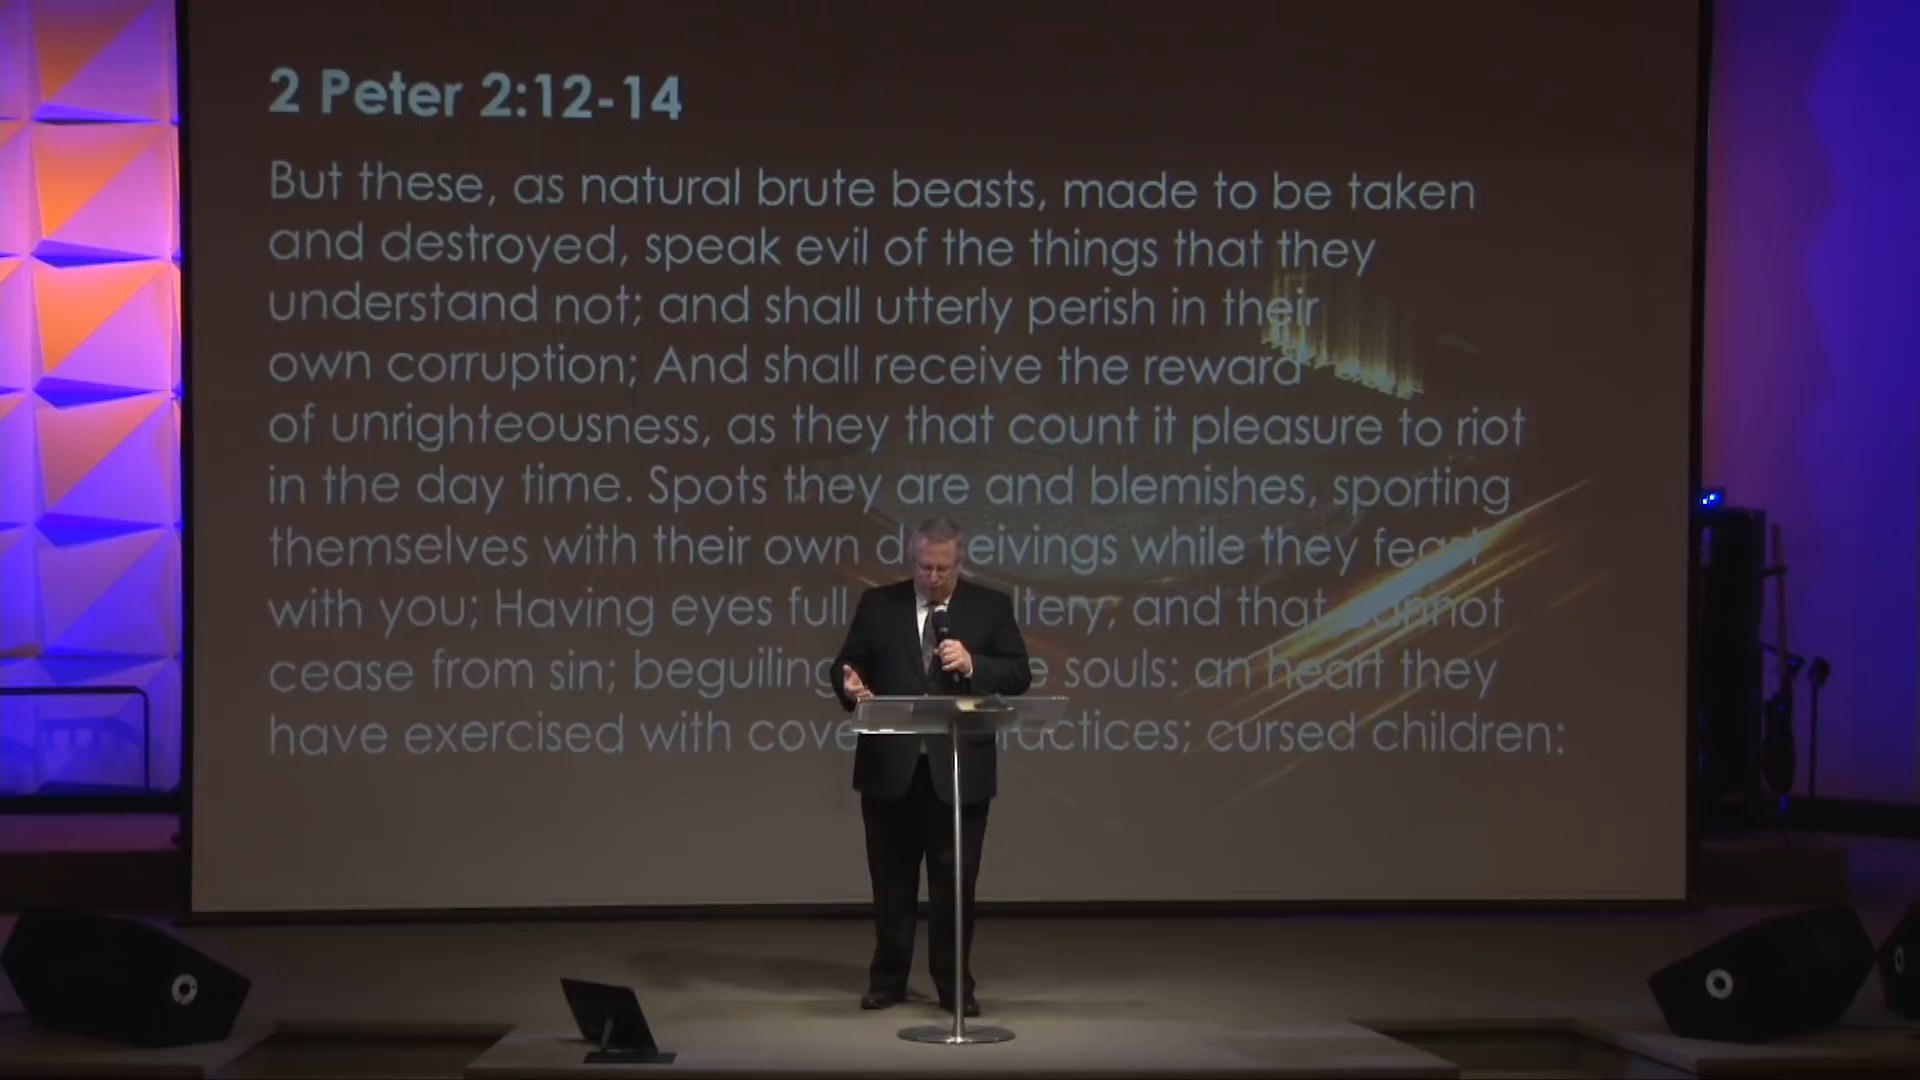 2 Peter 2:12-14
But these, as natural brute beasts, made to be taken
and destroyed, speak evil of the things that they
understand not; and shall utterly perish in their
own corruption; And shall receive the reward
of unrighteousness, as they that count it pleasure to riot
in the day time. Spots they are and blemishes, sporting
themselves with their own d eivings while they feast
with you; Having eyes full ltery, and that cannot
cease from sin; beguiling e souls: an heart they
have exercised with cove actices; cursed children: